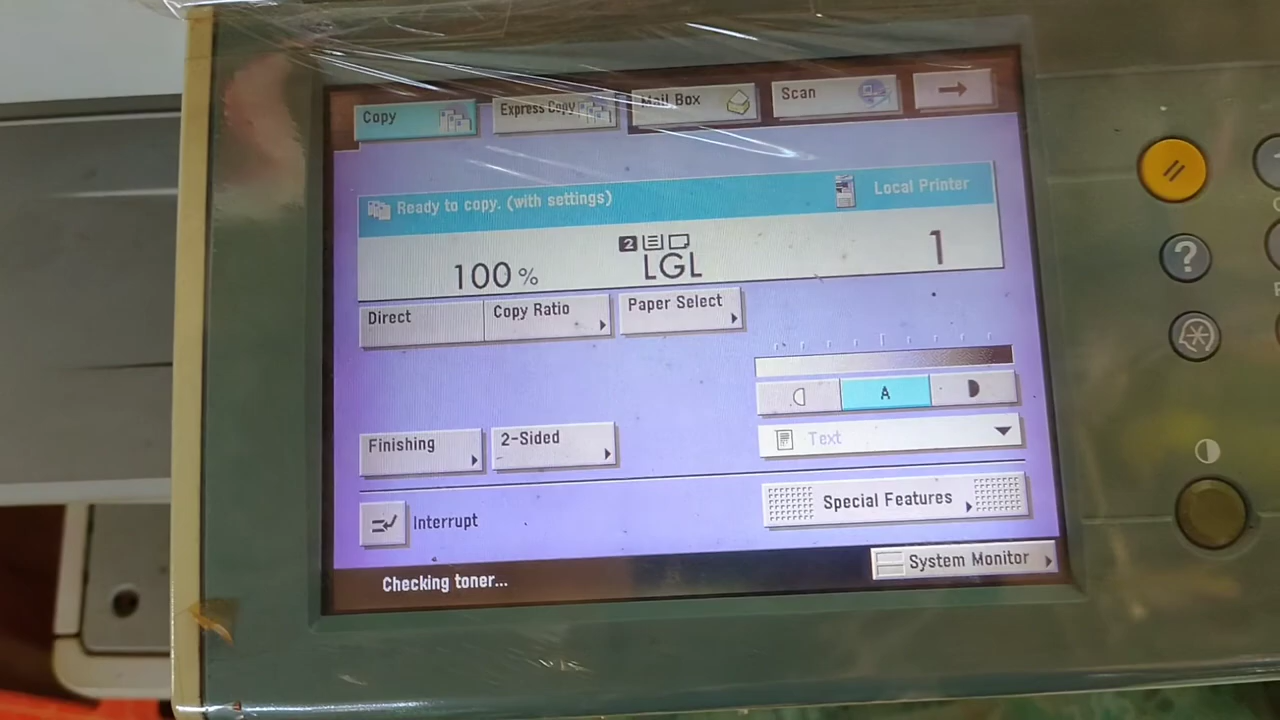 Copy
Express Copy
Mail Box
Scan
Ready to copy. (with settings)
Local Printer
100 %
2
LGL
1
Direct
Copy Ratio
Paper Select
A
Text
Finishing
2-Sided
Special Features
Interrupt
System Monitor
Checking toner...
?